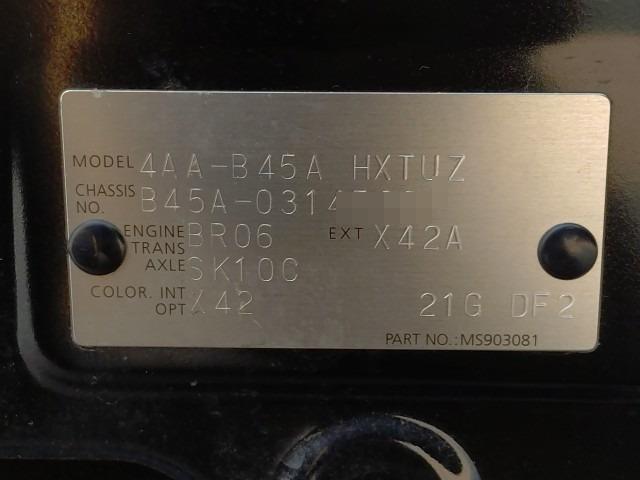 MODEL 4AA-B45A HXTUZ
CHASSIS NO. B45A-0314
ENGINE BR06 EXT X42A
TRANS AXLE SK10C
COLOR. INT OPT X42 21G DF2
PART NO.:MS903081